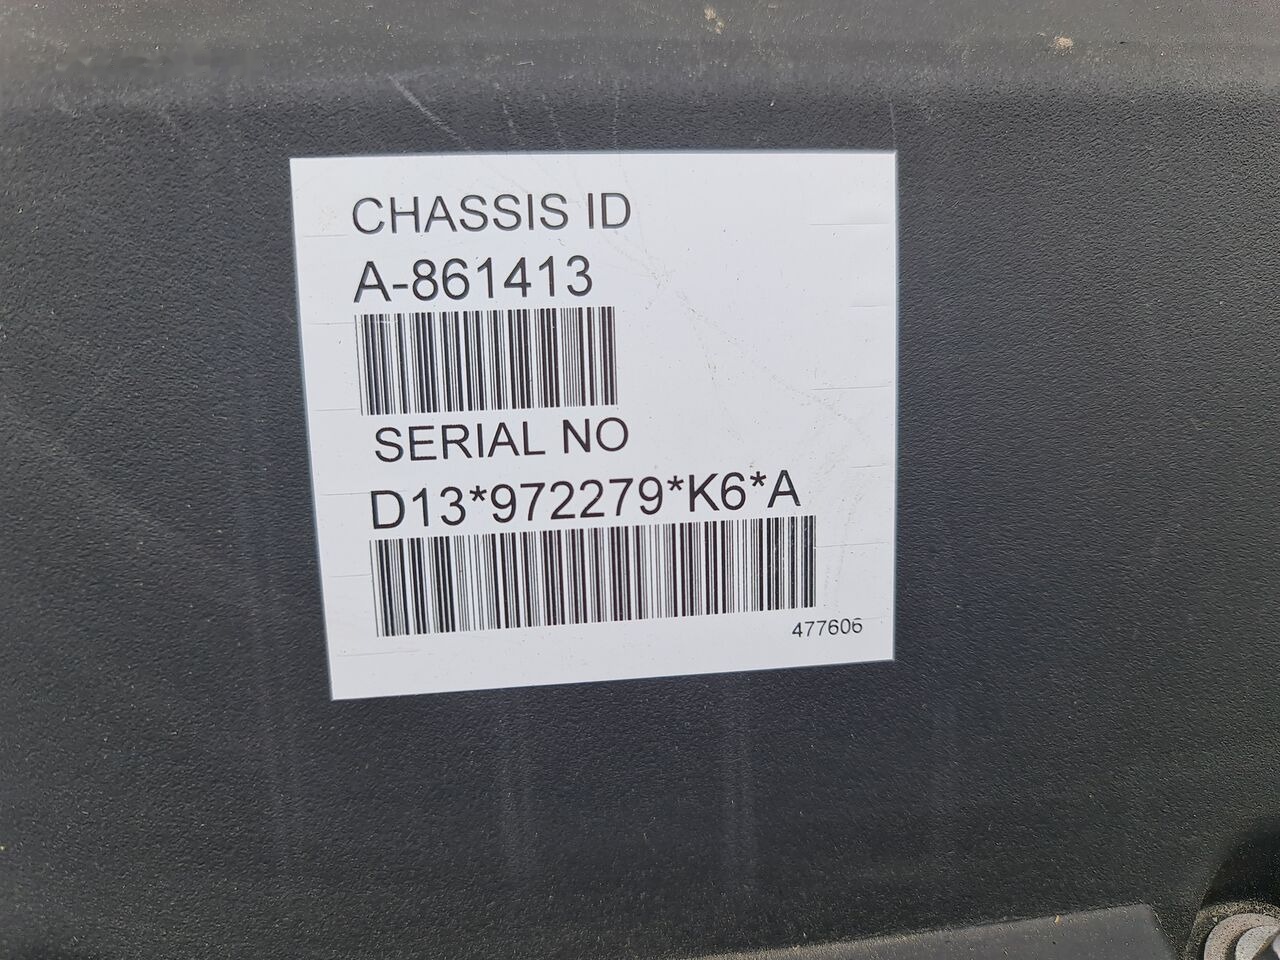 CHASSIS ID
A-861413
SERIAL NO
D13*972279*K6*A
477606